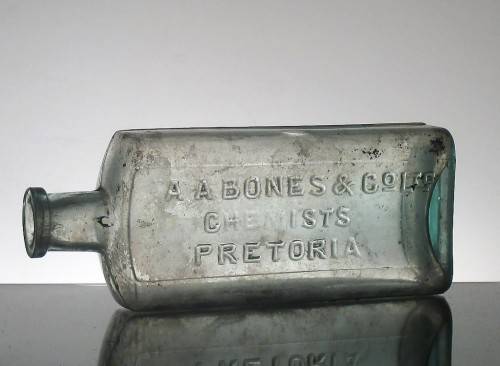 A.A BONES & CO LTD
CHEMISTS
PRETORIA